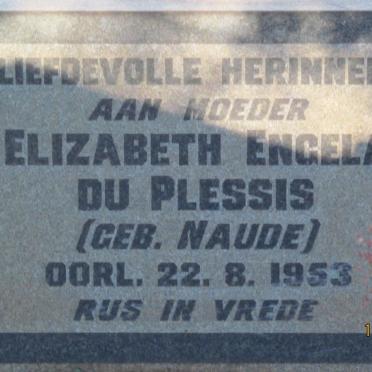 LIEFDEVOLLE HERINNE
AAN MOEDER
ELIZABETH ENGELA
DU PLESSIS
(GEB. NAUDE)
OORL. 22. 8. 1953
RUS IN VREDE